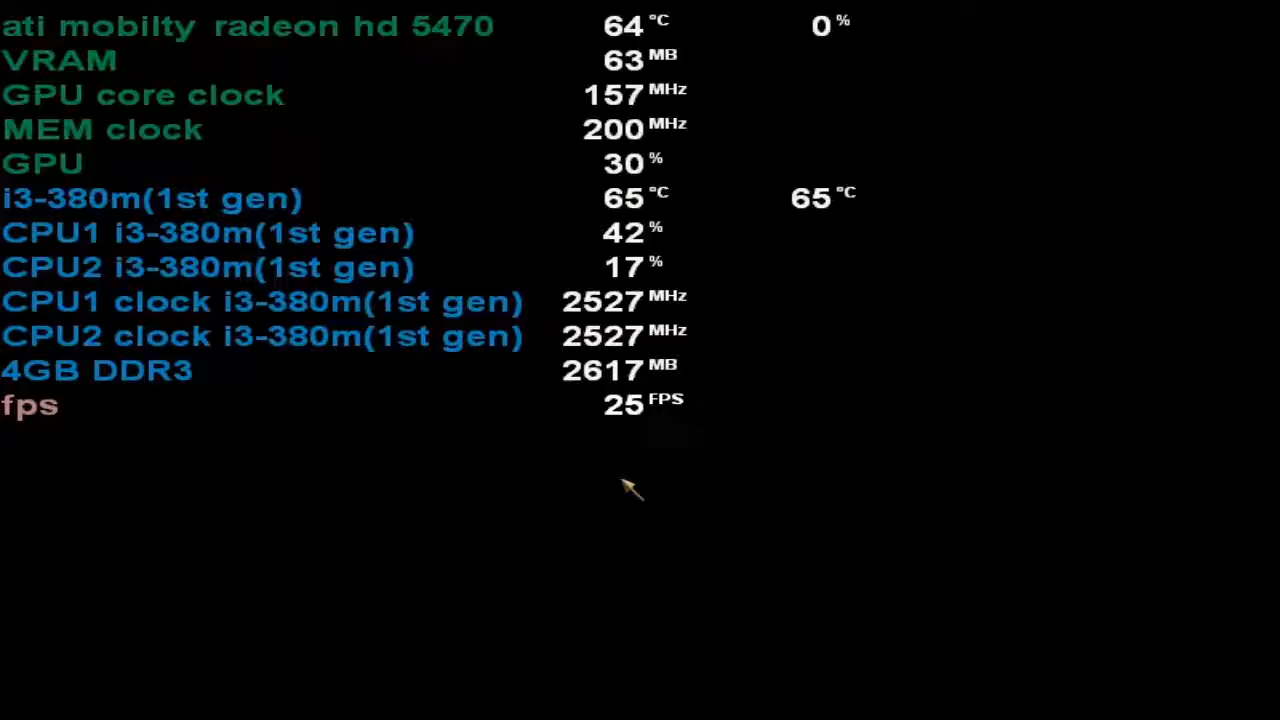 ati mobilty radeon hd 5470 64 °C 0 %
VRAM 63 MB
GPU core clock 157 MHz
MEM clock 200 MHz
GPU 30 %
i3-380m(1st gen) 65 °C 65 °C
CPU1 i3-380m(1st gen) 42 %
CPU2 i3-380m(1st gen) 17 %
CPU1 clock i3-380m(1st gen) 2527 MHz
CPU2 clock i3-380m(1st gen) 2527 MHz
4GB DDR3 2617 MB
fps 25 FPS